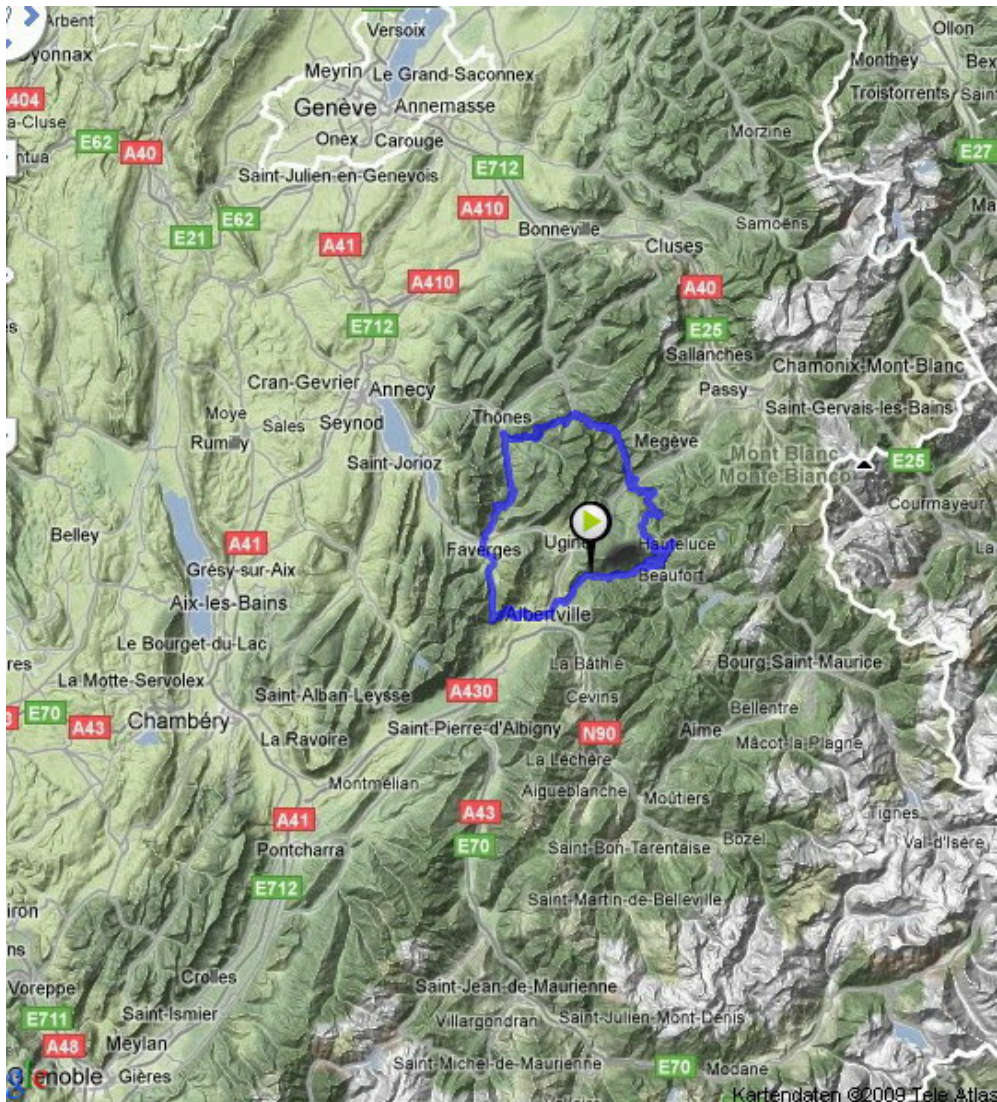 Arbent
Versoix
Ollon
oyonnax
Monthey
Bex
Meyrin
Le Grand-Saconnex
A404
Troistorrents
Sain
Genève
Annemasse
a-Cluse
Onex
Carouge
Morzine
E62
A40
E27
ntua
E712
Saint-Julien-en-Genevois
Ma
A410
E62
Samoëns
E21
A41
Bonneville
Cluses
A410
A40
E712
E25
Sallanches
Chamonix-Mont-Blanc
Cran-Gevrier
Annecy
Passy
Moye
Sales
Seynod
Thônes
Saint-Gervais-les-Bains
Rumilly
Megève
Mont Blanc
Monte Bianco
E25
Saint-Jorioz
Courmayeur
Belley
A41
Faverges
Ugine
Hauteluce
La
Grésy-sur-Aix
Beaufort
Aix-les-Bains
Albertville
Le Bourget-du-Lac
res
La Bâthie
Bourg-Saint-Maurice
La Motte-Servolex
Saint-Alban-Leysse
A430
Cevins
3
E70
A43
Chambéry
Saint-Pierre-d'Albigny
N90
Bellentre
Aime
La Ravoire
Mâcot-la-Plagne
La Léchère
Montmélian
Aigueblanche
Moûtiers
A41
A43
Tignes
Pontcharra
E70
Saint-Bon-Tarentaise
Bozel
Val-d'Isère
E712
Saint-Martin-de-Belleville
iron
ns
Crolles
Voreppe
Saint-Jean-de-Maurienne
E711
Saint-Ismier
Villargondran
Saint-Julien-Mont-Denis
A48
Meylan
Saint-Michel-de-Maurienne
E70
Modane
Grenoble
Gières
Kartendaten ©2009 Tele Atlas